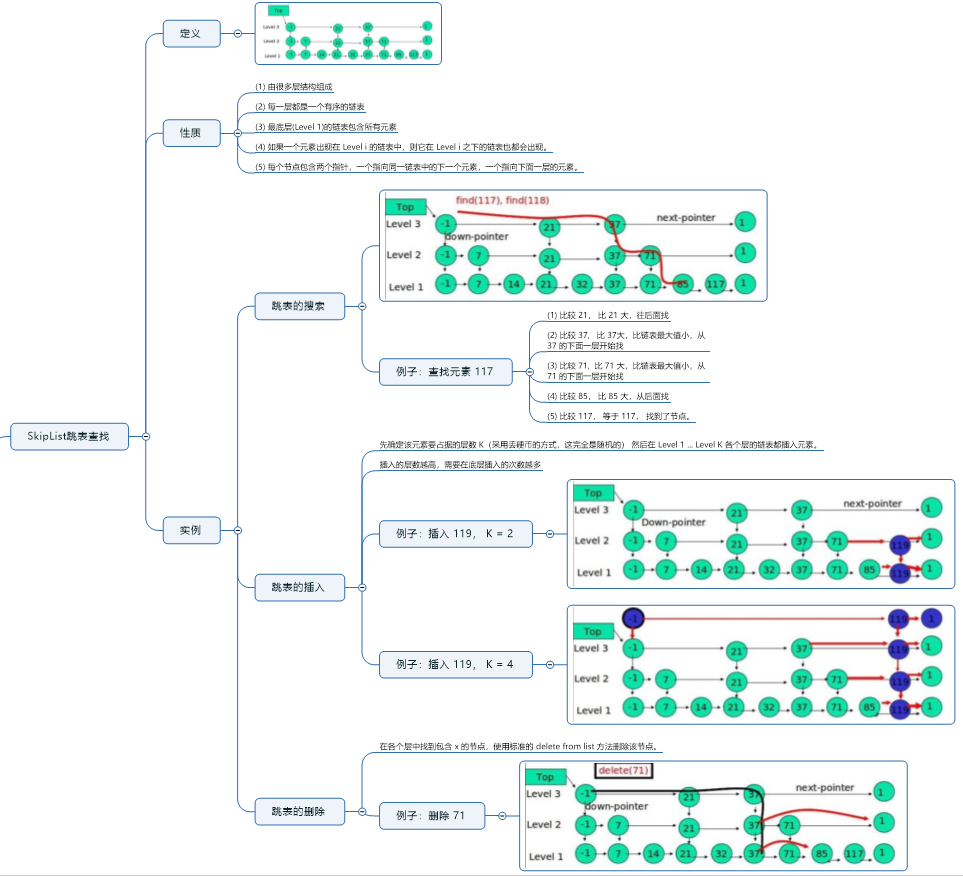 SkipList跳表查找
定义
Top
Level 3
-1 21 37 1
Level 2
-1 7 21 37 71 1
Level 1
-1 7 14 21 32 37 71 85 117 1
性质
(1) 由很多层结构组成
(2) 每一层都是一个有序的链表
(3) 最底层(Level 1)的链表包含所有元素
(4) 如果一个元素出现在 Level i 的链表中，则它在 Level i 之下的链表也都会出现。
(5) 每个节点包含两个指针，一个指向同一链表中的下一个元素，一个指向下面一层的元素。
实例
跳表的搜索
find(117), find(118)
Top
next-pointer
Level 3
-1 21 37 1
down-pointer
Level 2
-1 7 21 37 71 1
Level 1
-1 7 14 21 32 37 71 85 117 1
例子：查找元素 117
(1) 比较 21， 比 21 大，往后面找
(2) 比较 37， 比 37大，比链表最大值小，从
37 的下面一层开始找
(3) 比较 71，比 71 大，比链表最大值小，从
71 的下面一层开始找
(4) 比较 85， 比 85 大，从后面找
(5) 比较 117， 等于 117， 找到了节点。
跳表的插入
先确定该元素要占据的层数 K（采用丢硬币的方式，这完全是随机的） 然后在 Level 1 ... Level K 各个层的链表都插入元素。
插入的层数越高，需要在底层插入的次数越多
例子：插入 119， K = 2
Top
next-pointer
Level 3
-1 21 37 1
Down-pointer
Level 2
-1 7 21 37 71 119 1
Level 1
-1 7 14 21 32 37 71 85 119 1
例子：插入 119， K = 4
-1 119 1
Top
Level 3
-1 21 37 119 1
Level 2
-1 7 21 37 71 119 1
Level 1
-1 7 14 21 32 37 71 85 119 1
跳表的删除
在各个层中找到包含 x 的节点，使用标准的 delete from list 方法删除该节点。
例子：删除 71
delete(71)
Top
next-pointer
Level 3
-1 21 37 1
down-pointer
Level 2
-1 7 21 37 71 1
Level 1
-1 7 14 21 32 37 71 85 117 1